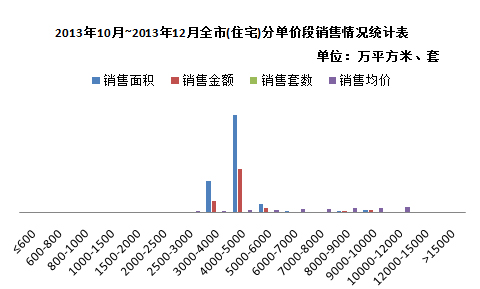 2013年10月~2013年12月全市(住宅)分单价段销售情况统计表
单位：万平方米、套
销售面积 销售金额 销售套数 销售均价
≤600 600-800 800-1000 1000-1500 1500-2000 2000-2500 2500-3000 3000-4000 4000-5000 5000-6000 6000-7000 7000-8000 8000-9000 9000-10000 10000-12000 12000-15000 >15000